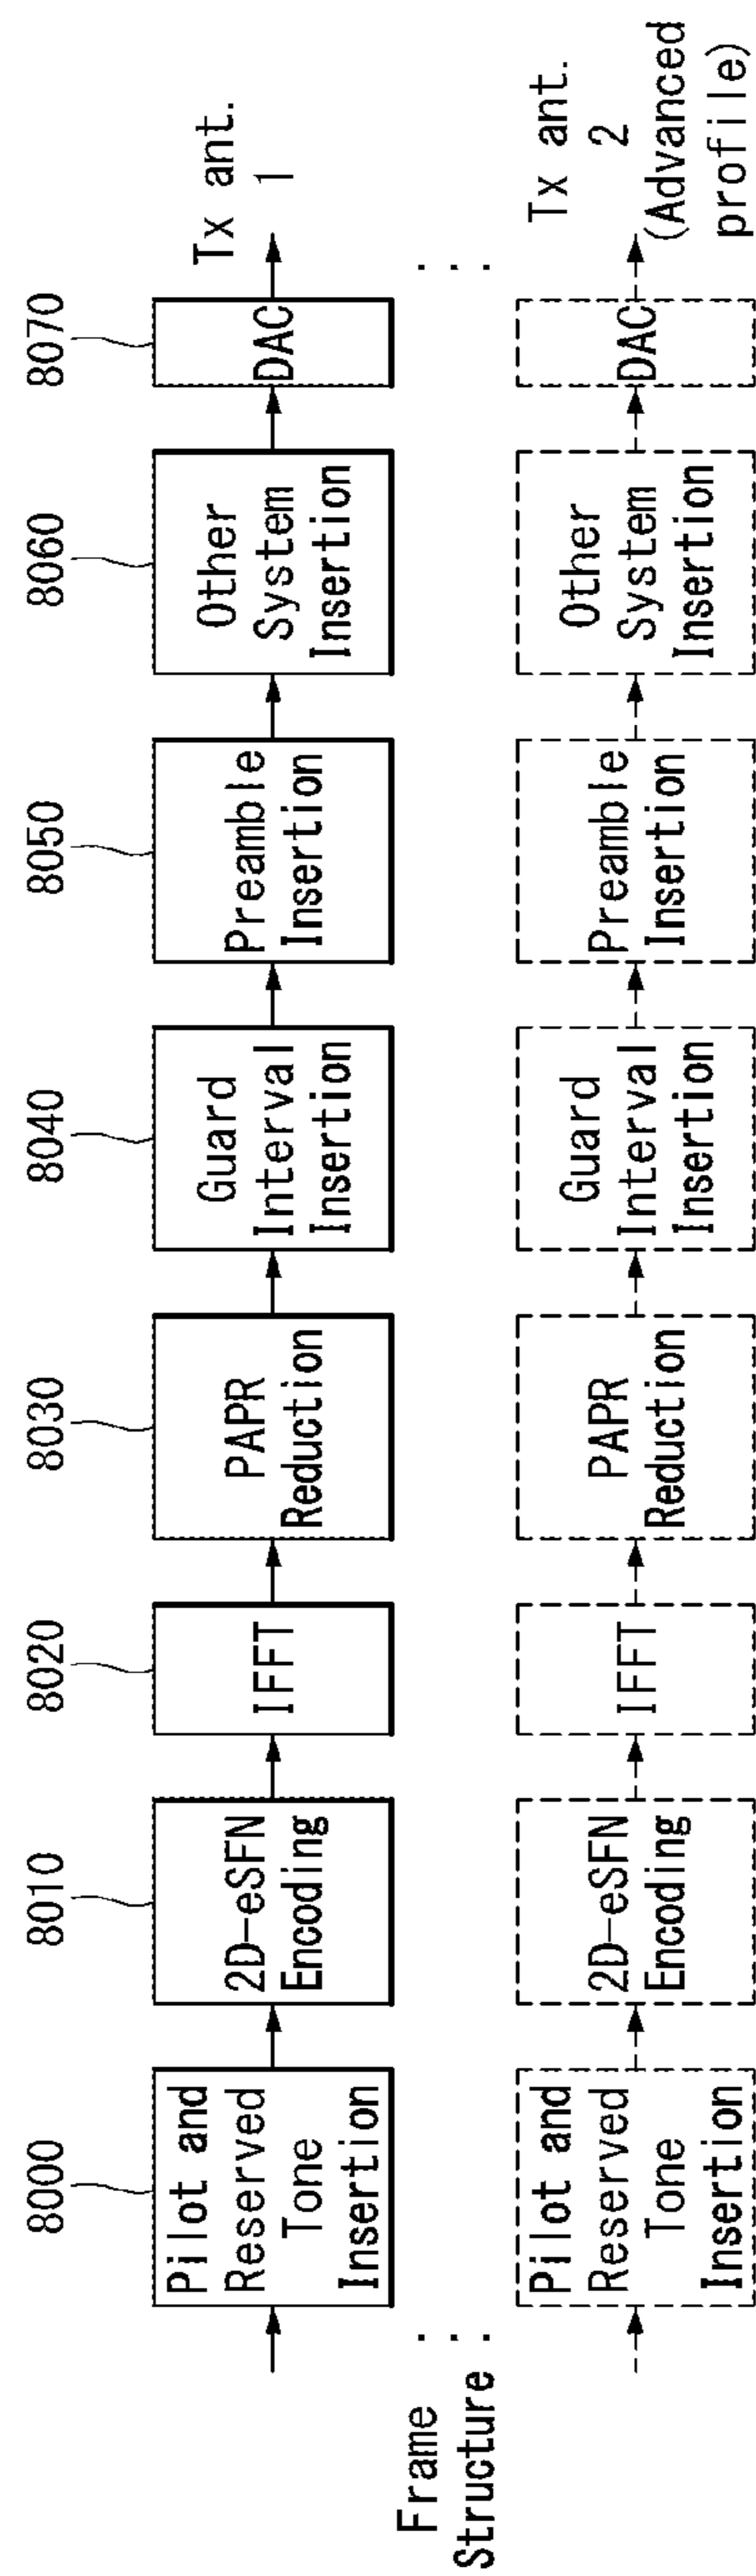 8000
8010
8020
8030
8040
8050
8060
8070
Pilot and
Reserved
Tone
Insertion
2D-eSFN
Encoding
IFFT
PAPR
Reduction
Guard
Interval
Insertion
Preamble
Insertion
Other
System
Insertion
DAC
Tx ant.
1
Frame
Structure
...
...
Pilot and
Reserved
Tone
Insertion
2D-eSFN
Encoding
IFFT
PAPR
Reduction
Guard
Interval
Insertion
Preamble
Insertion
Other
System
Insertion
DAC
Tx ant.
2
(Advanced
profile)